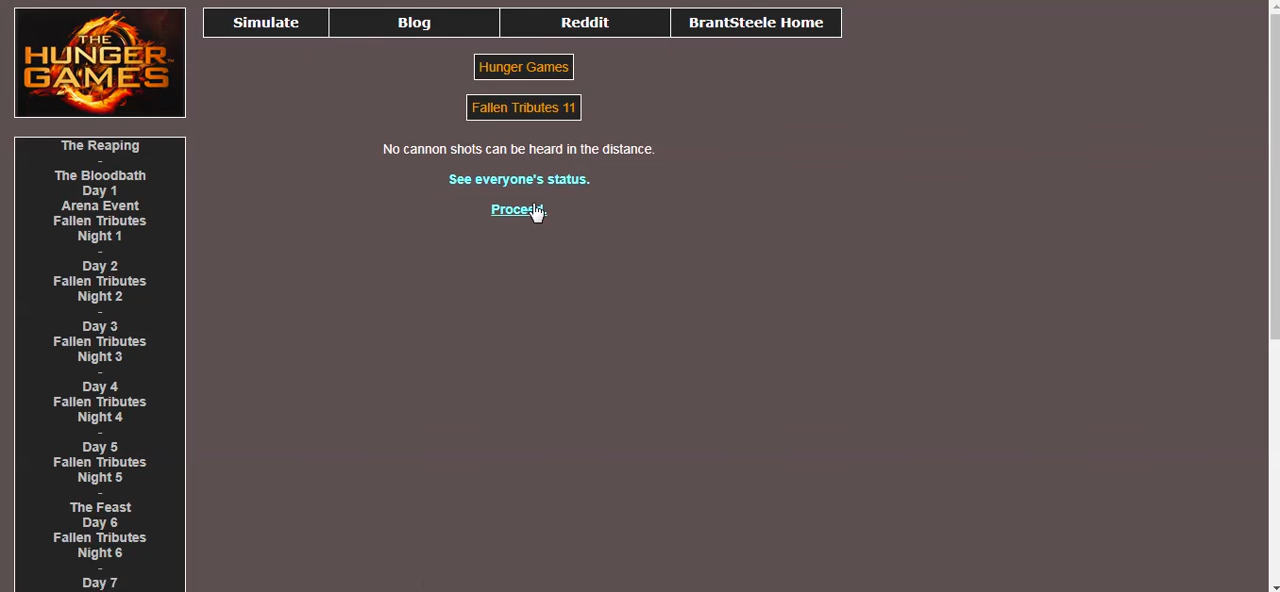 THE
HUNGER
GAMES
Simulate
Blog
Reddit
BrantSteele Home
Hunger Games
Fallen Tributes 11
No cannon shots can be heard in the distance.
See everyone's status.
Proceed.
The Reaping
-
The Bloodbath
Day 1
Arena Event
Fallen Tributes
Night 1
-
Day 2
Fallen Tributes
Night 2
-
Day 3
Fallen Tributes
Night 3
-
Day 4
Fallen Tributes
Night 4
-
Day 5
Fallen Tributes
Night 5
-
The Feast
Day 6
Fallen Tributes
Night 6
-
Day 7